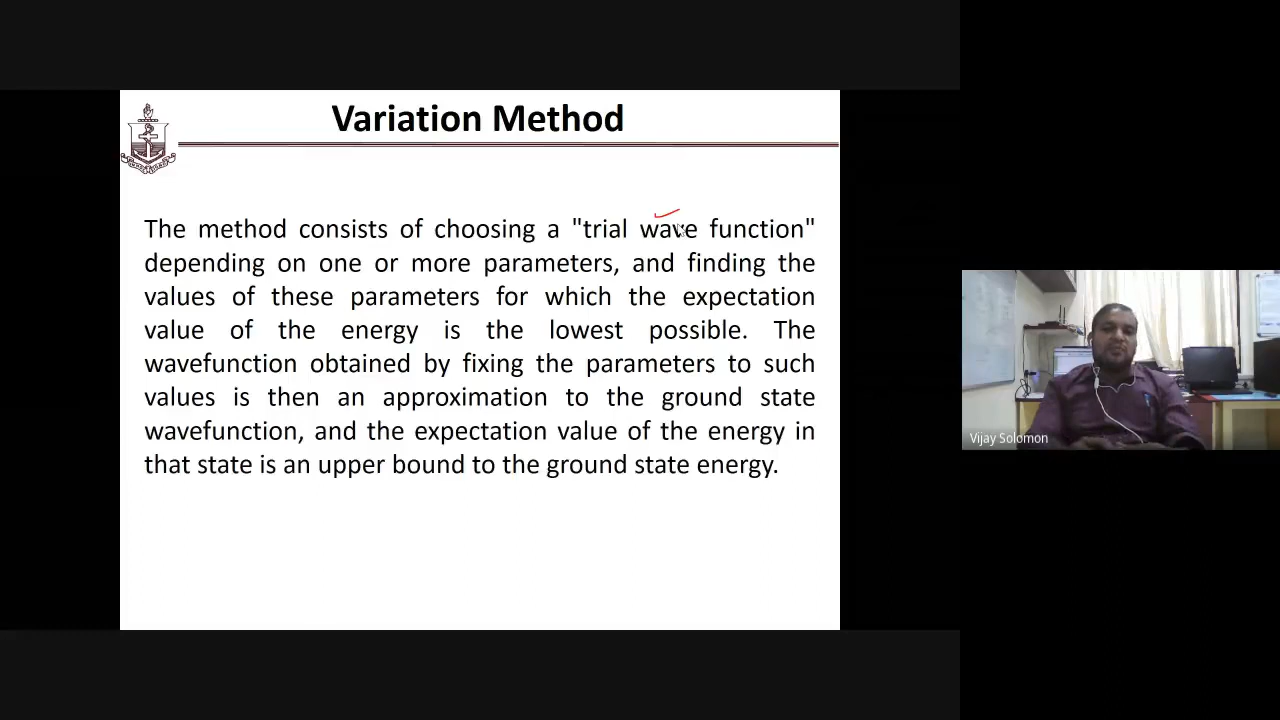 Variation Method
The method consists of choosing a "trial wave function"
depending on one or more parameters, and finding the
values of these parameters for which the expectation
value of the energy is the lowest possible. The
wavefunction obtained by fixing the parameters to such
values is then an approximation to the ground state
wavefunction, and the expectation value of the energy in
that state is an upper bound to the ground state energy.
Vijay Solomon